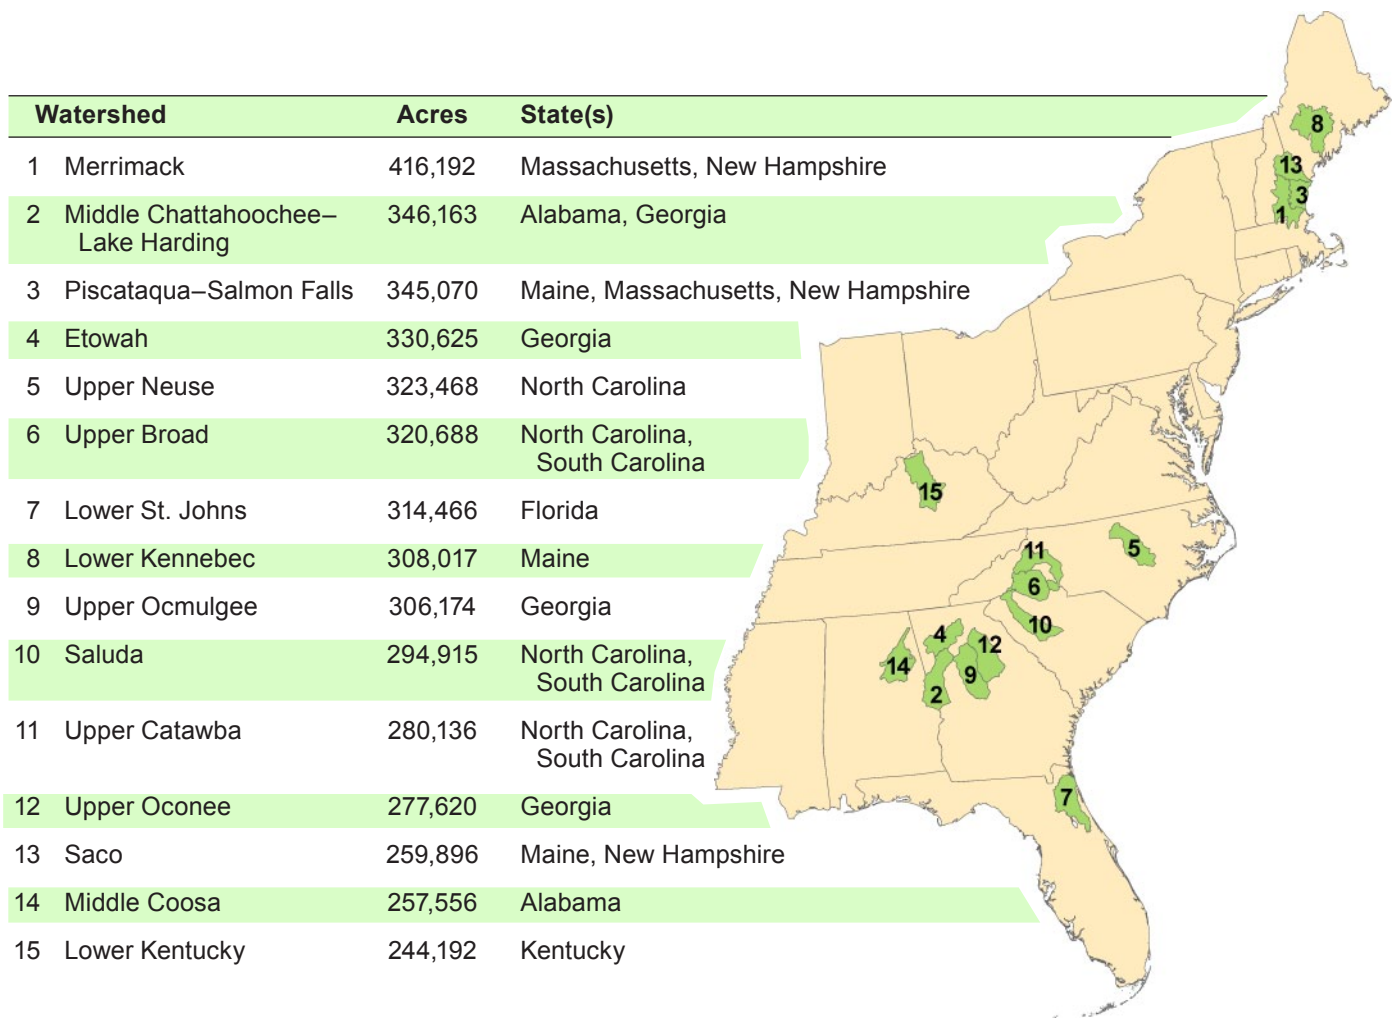 Watershed Acres State(s)
1 Merrimack 416,192 Massachusetts, New Hampshire
2 Middle Chattahoochee–
Lake Harding 346,163 Alabama, Georgia
3 Piscataqua–Salmon Falls 345,070 Maine, Massachusetts, New Hampshire
4 Etowah 330,625 Georgia
5 Upper Neuse 323,468 North Carolina
6 Upper Broad 320,688 North Carolina,
South Carolina
7 Lower St. Johns 314,466 Florida
8 Lower Kennebec 308,017 Maine
9 Upper Ocmulgee 306,174 Georgia
10 Saluda 294,915 North Carolina,
South Carolina
11 Upper Catawba 280,136 North Carolina,
South Carolina
12 Upper Oconee 277,620 Georgia
13 Saco 259,896 Maine, New Hampshire
14 Middle Coosa 257,556 Alabama
15 Lower Kentucky 244,192 Kentucky
8
13
3
1
15
5
11
6
10
4
12
14
9
2
7